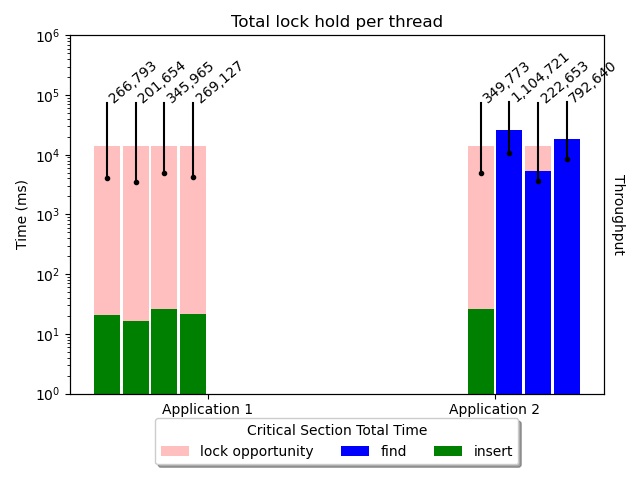 Total lock hold per thread
10^6
10^5
10^4
10^3
10^2
10^1
10^0
Time (ms)
266,793
201,654
345,965
269,127
349,773
1,104,721
222,653
792,640
Throughput
Application 1
Application 2
Critical Section Total Time
lock opportunity
find
insert